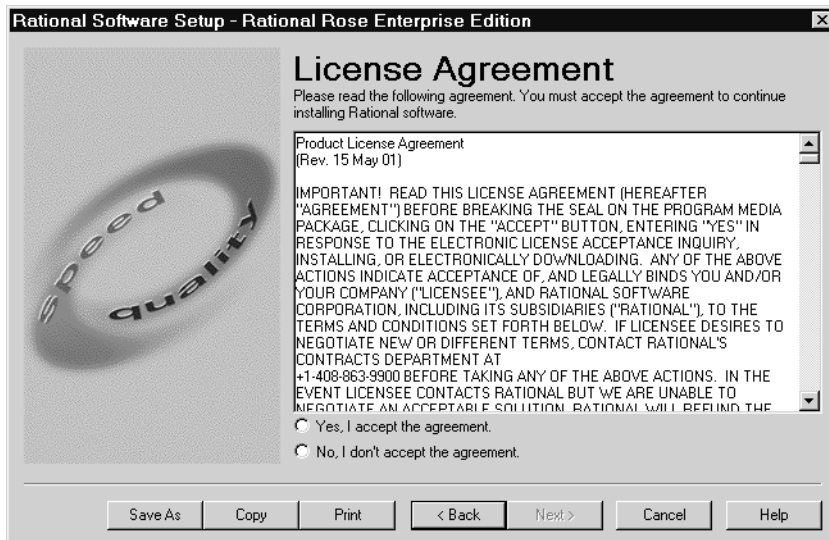 Rational Software Setup - Rational Rose Enterprise Edition
speed
quality
License Agreement
Please read the following agreement. You must accept the agreement to continue
installing Rational software.
Product License Agreement
(Rev. 15 May 01)
IMPORTANT!  READ THIS LICENSE AGREEMENT (HEREAFTER
"AGREEMENT") BEFORE BREAKING THE SEAL ON THE PROGRAM MEDIA
PACKAGE, CLICKING ON THE "ACCEPT" BUTTON, ENTERING "YES" IN
RESPONSE TO THE ELECTRONIC LICENSE ACCEPTANCE INQUIRY,
INSTALLING, OR ELECTRONICALLY DOWNLOADING.  ANY OF THE ABOVE
ACTIONS INDICATE ACCEPTANCE OF, AND LEGALLY BINDS YOU AND/OR
YOUR COMPANY ("LICENSEE"), AND RATIONAL SOFTWARE
CORPORATION, INCLUDING ITS SUBSIDIARIES ("RATIONAL"), TO THE
TERMS AND CONDITIONS SET FORTH BELOW.  IF LICENSEE DESIRES TO
NEGOTIATE NEW OR DIFFERENT TERMS, CONTACT RATIONAL'S
CONTRACTS DEPARTMENT AT
+1-408-863-9900 BEFORE TAKING ANY OF THE ABOVE ACTIONS.  IN THE
EVENT LICENSEE CONTACTS RATIONAL BUT WE ARE UNABLE TO
NEGOTIATE AN ACCEPTABLE SOLUTION, RATIONAL WILL REFUND THE
Yes, I accept the agreement.
No, I don't accept the agreement.
Save As
Copy
Print
< Back
Next >
Cancel
Help